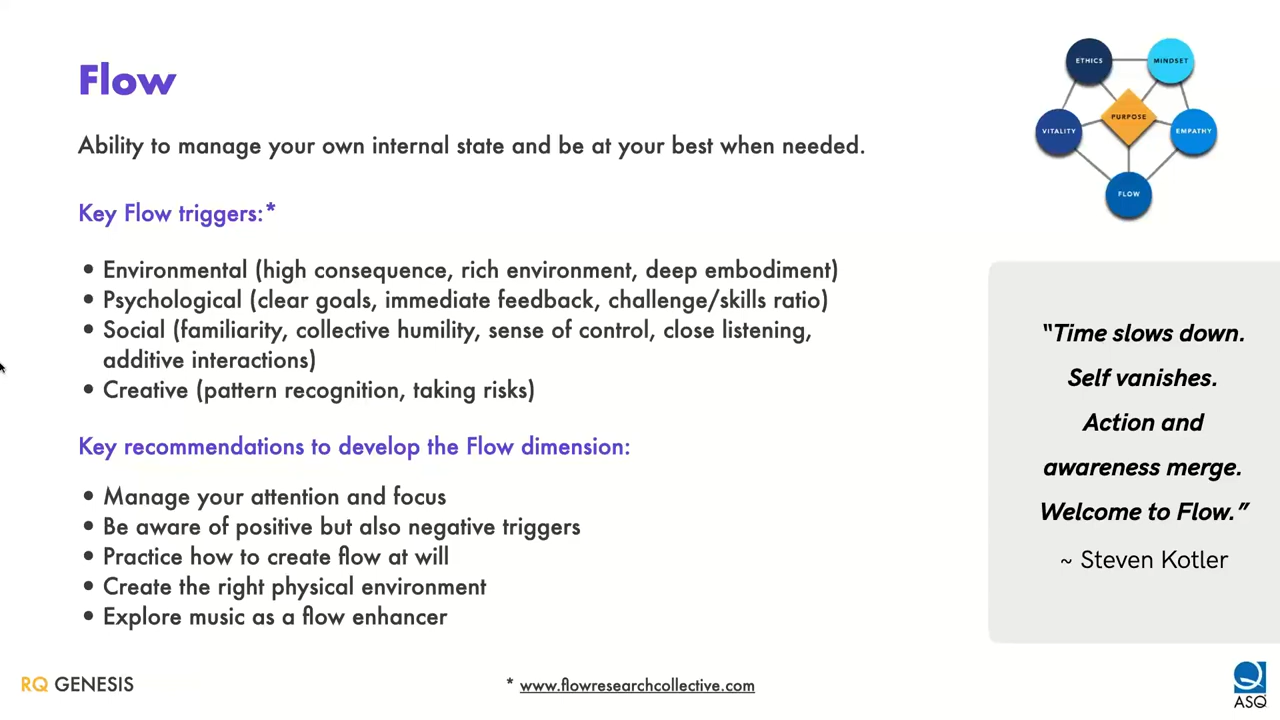 Flow
Ability to manage your own internal state and be at your best when needed.
Key Flow triggers:*
• Environmental (high consequence, rich environment, deep embodiment)
• Psychological (clear goals, immediate feedback, challenge/skills ratio)
• Social (familiarity, collective humility, sense of control, close listening,
additive interactions)
• Creative (pattern recognition, taking risks)
Key recommendations to develop the Flow dimension:
• Manage your attention and focus
• Be aware of positive but also negative triggers
• Practice how to create flow at will
• Create the right physical environment
• Explore music as a flow enhancer
ETHICS
MINDSET
PURPOSE
VITALITY
EMPATHY
FLOW
“Time slows down.
Self vanishes.
Action and
awareness merge.
Welcome to Flow.”
~ Steven Kotler
RQ GENESIS
* www.flowresearchcollective.com
ASQ